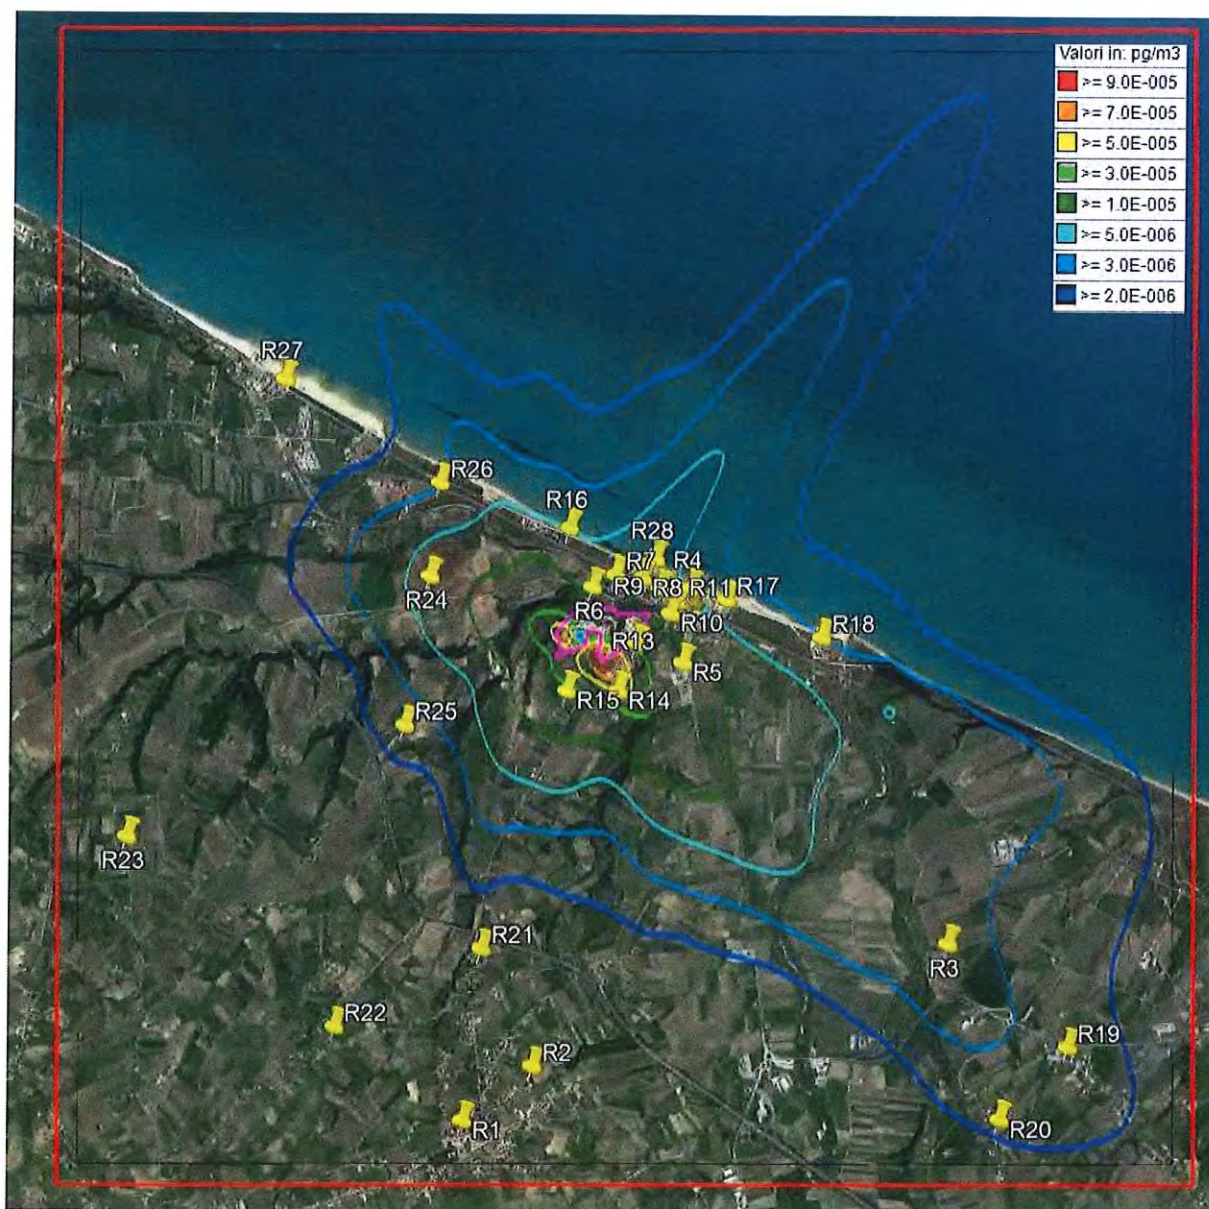 Valori in: pg/m3
>= 9.0E-005
>= 7.0E-005
>= 5.0E-005
>= 3.0E-005
>= 1.0E-005
>= 5.0E-006
>= 3.0E-006
>= 2.0E-006
R27
R26
R16
R28
R7
R4
R24
R9
R8
R11
R17
R6
R10
R18
R13
R5
R15
R14
R25
R23
R21
R3
R22
R19
R2
R1
R20